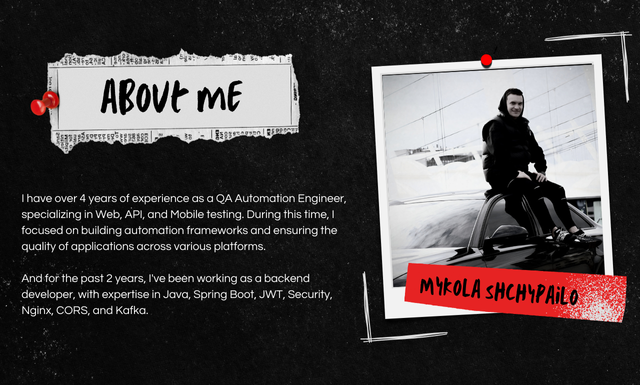 ABOUT ME
I have over 4 years of experience as a QA Automation Engineer,
specializing in Web, API, and Mobile testing. During this time, I
focused on building automation frameworks and ensuring the
quality of applications across various platforms.
And for the past 2 years, I've been working as a backend
developer, with expertise in Java, Spring Boot, JWT, Security,
Nginx, CORS, and Kafka.
MYKOLA SHCHYPAILO